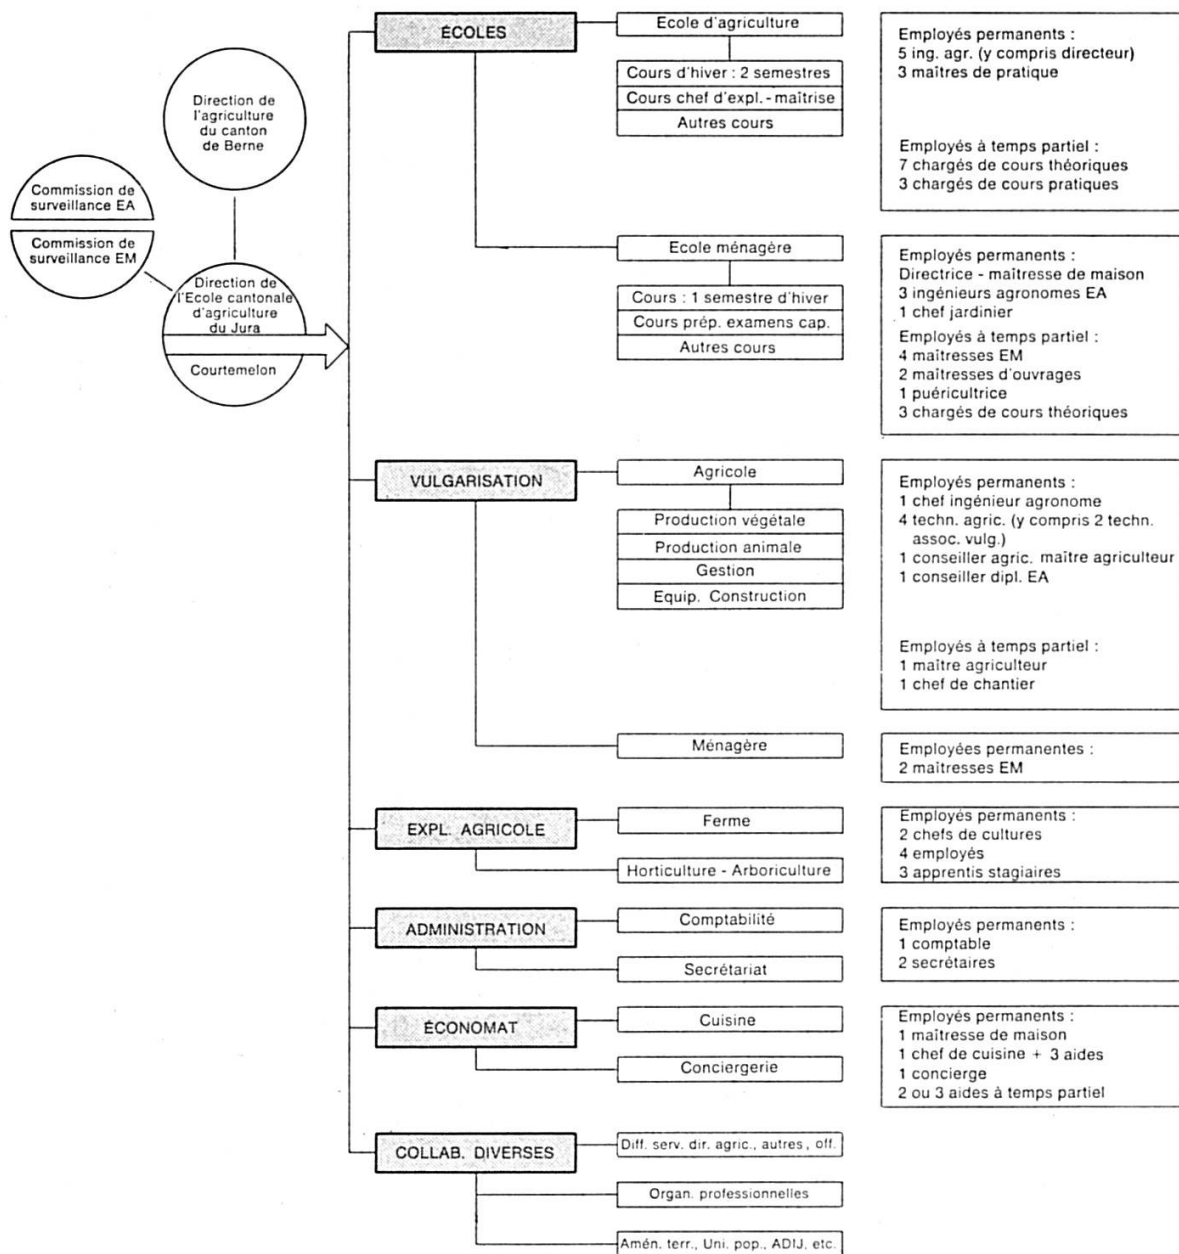 Direction de
l'agriculture
du canton
de Berne
Commission de
surveillance EA
Commission de
surveillance EM
Direction de
l'Ecole cantonale
d'agriculture
du Jura
Courtemelon
ÉCOLES
Ecole d'agriculture
Cours d'hiver : 2 semestres
Cours chef d'expl. - maîtrise
Autres cours
Employés permanents :
5 ing. agr. (y compris directeur)
3 maîtres de pratique
Employés à temps partiel :
7 chargés de cours théoriques
3 chargés de cours pratiques
Ecole ménagère
Cours : 1 semestre d'hiver
Cours prép. examens cap.
Autres cours
Employés permanents :
Directrice - maîtresse de maison
3 ingénieurs agronomes EA
1 chef jardinier
Employés à temps partiel :
4 maîtresses EM
2 maîtresses d'ouvrages
1 puéricultrice
3 chargés de cours théoriques
VULGARISATION
Agricole
Production végétale
Production animale
Gestion
Equip. Construction
Employés permanents :
1 chef ingénieur agronome
4 techn. agric. (y compris 2 techn.
assoc. vulg.)
1 conseiller agric. maître agriculteur
1 conseiller dipl. EA
Employés à temps partiel :
1 maître agriculteur
1 chef de chantier
Ménagère
Employées permanentes :
2 maîtresses EM
EXPL. AGRICOLE
Ferme
Horticulture - Arboriculture
Employés permanents :
2 chefs de cultures
4 employés
3 apprentis stagiaires
ADMINISTRATION
Comptabilité
Secrétariat
Employés permanents :
1 comptable
2 secrétaires
ÉCONOMAT
Cuisine
Conciergerie
Employés permanents :
1 maîtresse de maison
1 chef de cuisine + 3 aides
1 concierge
2 ou 3 aides à temps partiel
COLLAB. DIVERSES
Diff. serv. dir. agric., autres, off.
Organ. professionnelles
Amén. terr., Uni. pop., ADIJ, etc.